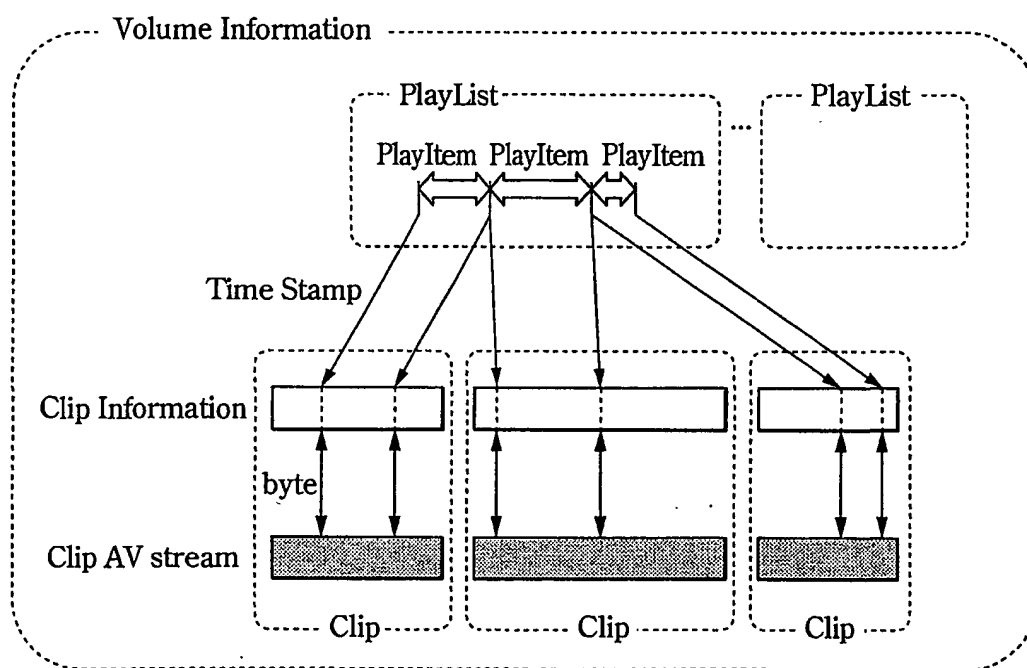 Volume Information
PlayList
PlayList
...
PlayItem PlayItem PlayItem
Time Stamp
Clip Information
byte
Clip AV stream
Clip
Clip
Clip